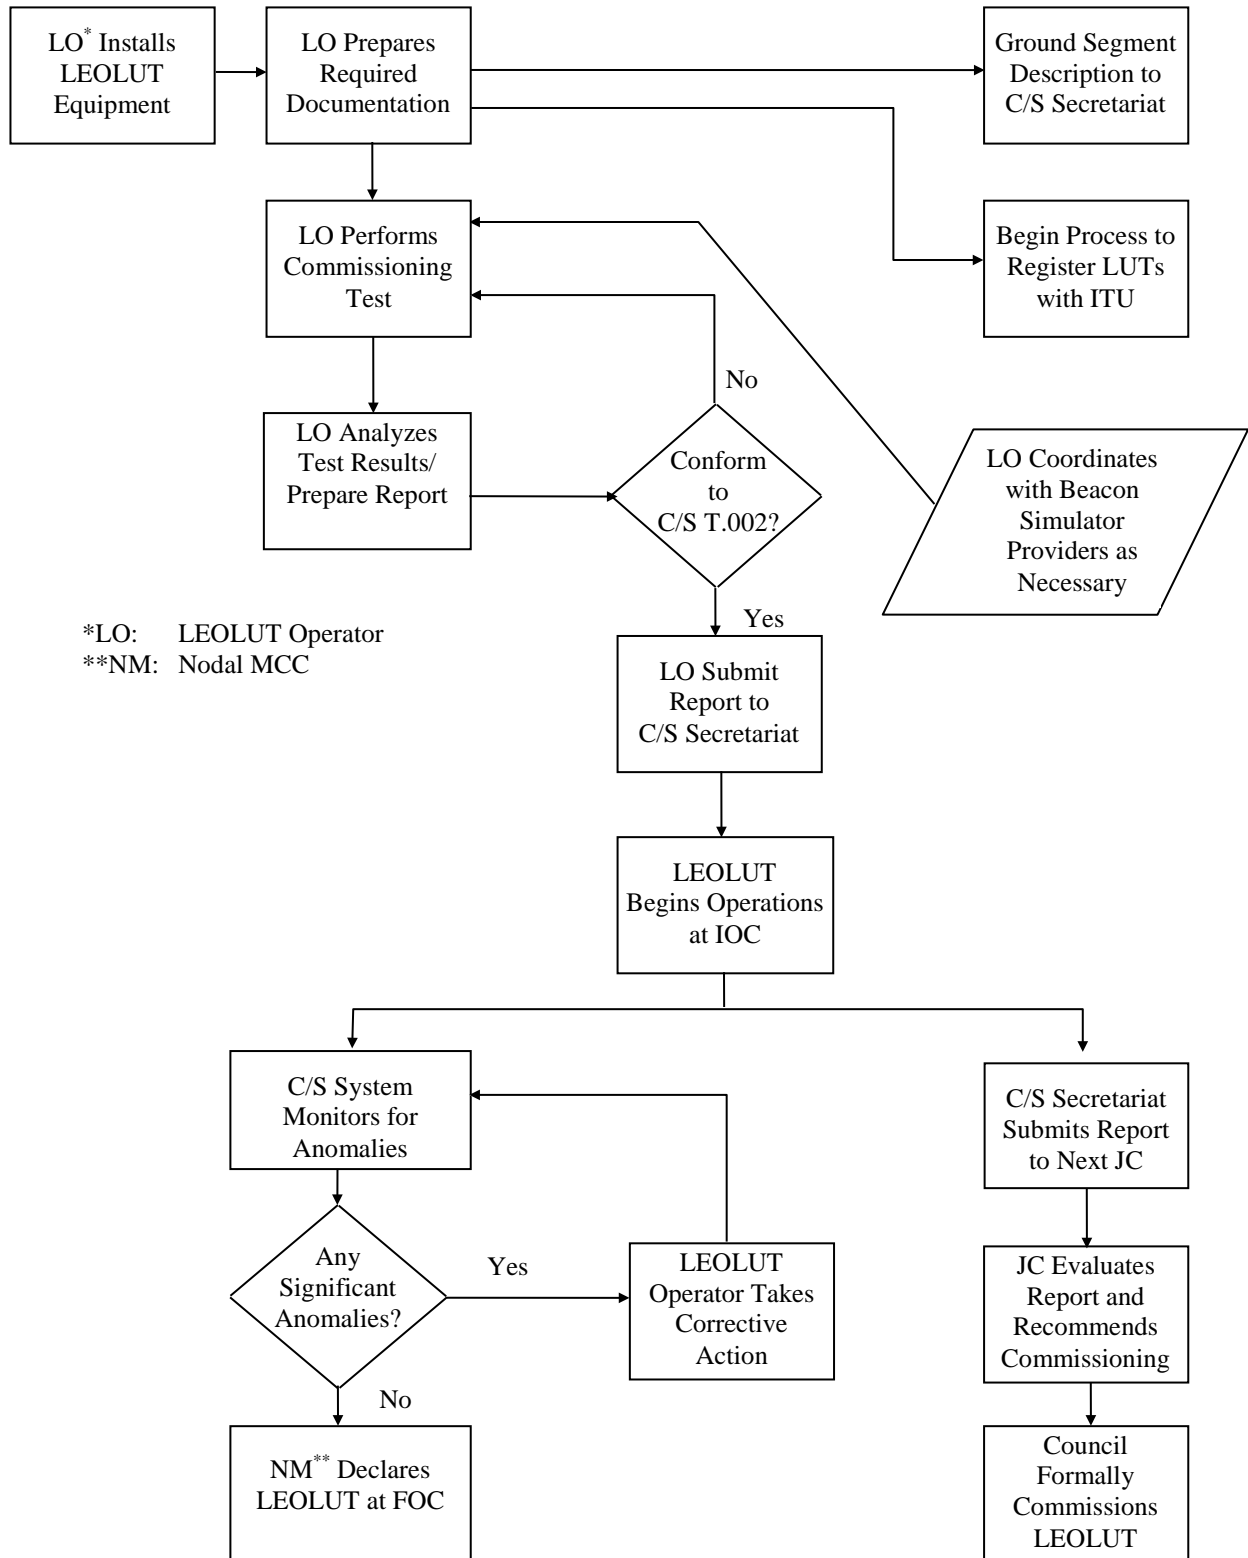 LO* Installs
LEOLUT
Equipment
LO Prepares
Required
Documentation
Ground Segment
Description to
C/S Secretariat
LO Performs
Commissioning
Test
Begin Process to
Register LUTs
with ITU
No
LO Analyzes
Test Results/
Prepare Report
Conform
to
C/S T.002?
LO Coordinates
with Beacon
Simulator
Providers as
Necessary
Yes
*LO: LEOLUT Operator
**NM: Nodal MCC
LO Submit
Report to
C/S Secretariat
LEOLUT
Begins Operations
at IOC
C/S System
Monitors for
Anomalies
C/S Secretariat
Submits Report
to Next JC
Any
Significant
Anomalies?
Yes
LEOLUT
Operator Takes
Corrective
Action
JC Evaluates
Report and
Recommends
Commissioning
No
NM** Declares
LEOLUT at FOC
Council
Formally
Commissions
LEOLUT